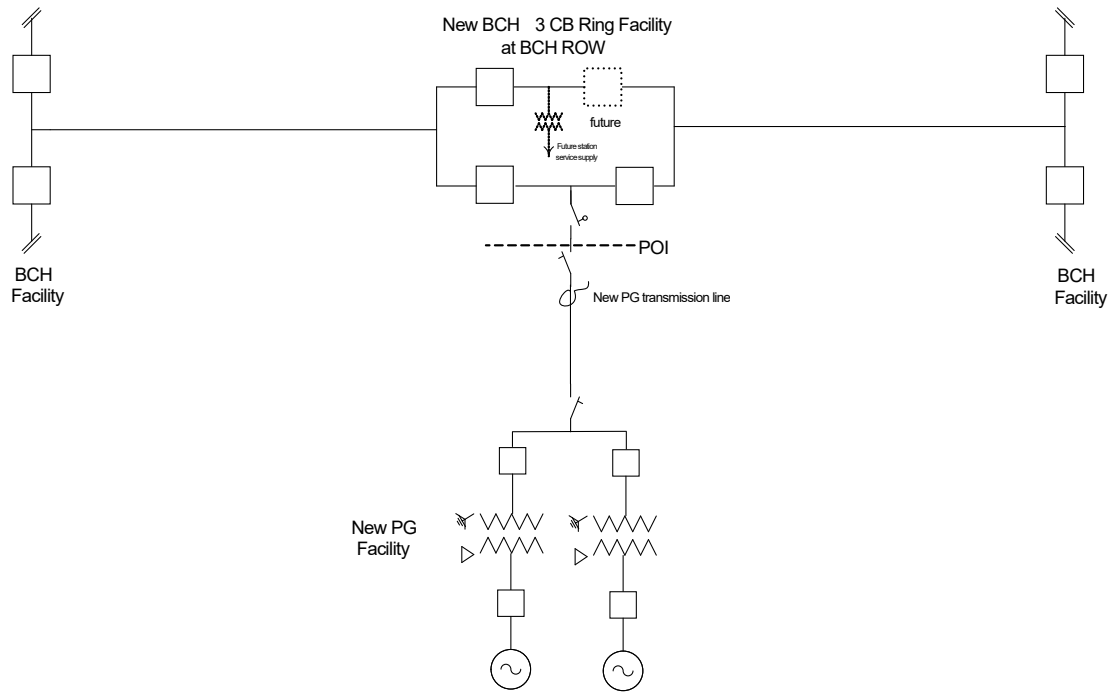 New BCH 3 CB Ring Facility
at BCH ROW
future
Future station
service supply
POI
BCH
Facility
BCH
Facility
New PG transmission line
New PG
Facility